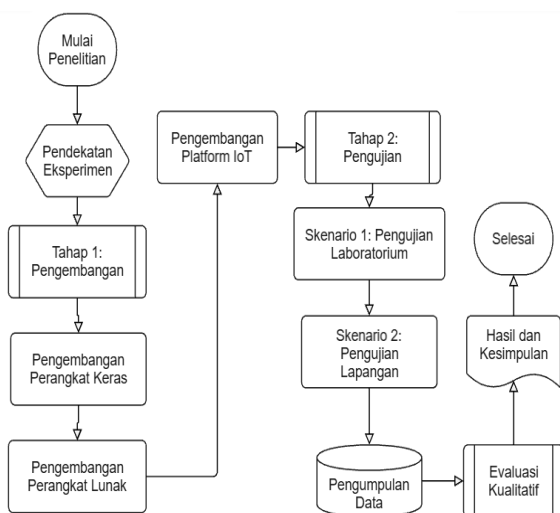 Mulai
Penelitian
Pendekatan
Eksperimen
Tahap 1:
Pengembangan
Pengembangan
Perangkat Keras
Pengembangan
Perangkat Lunak
Pengembangan
Platform IoT
Tahap 2:
Pengujian
Skenario 1: Pengujian
Laboratorium
Skenario 2:
Pengujian
Lapangan
Pengumpulan
Data
Evaluasi
Kualitatif
Hasil dan
Kesimpulan
Selesai